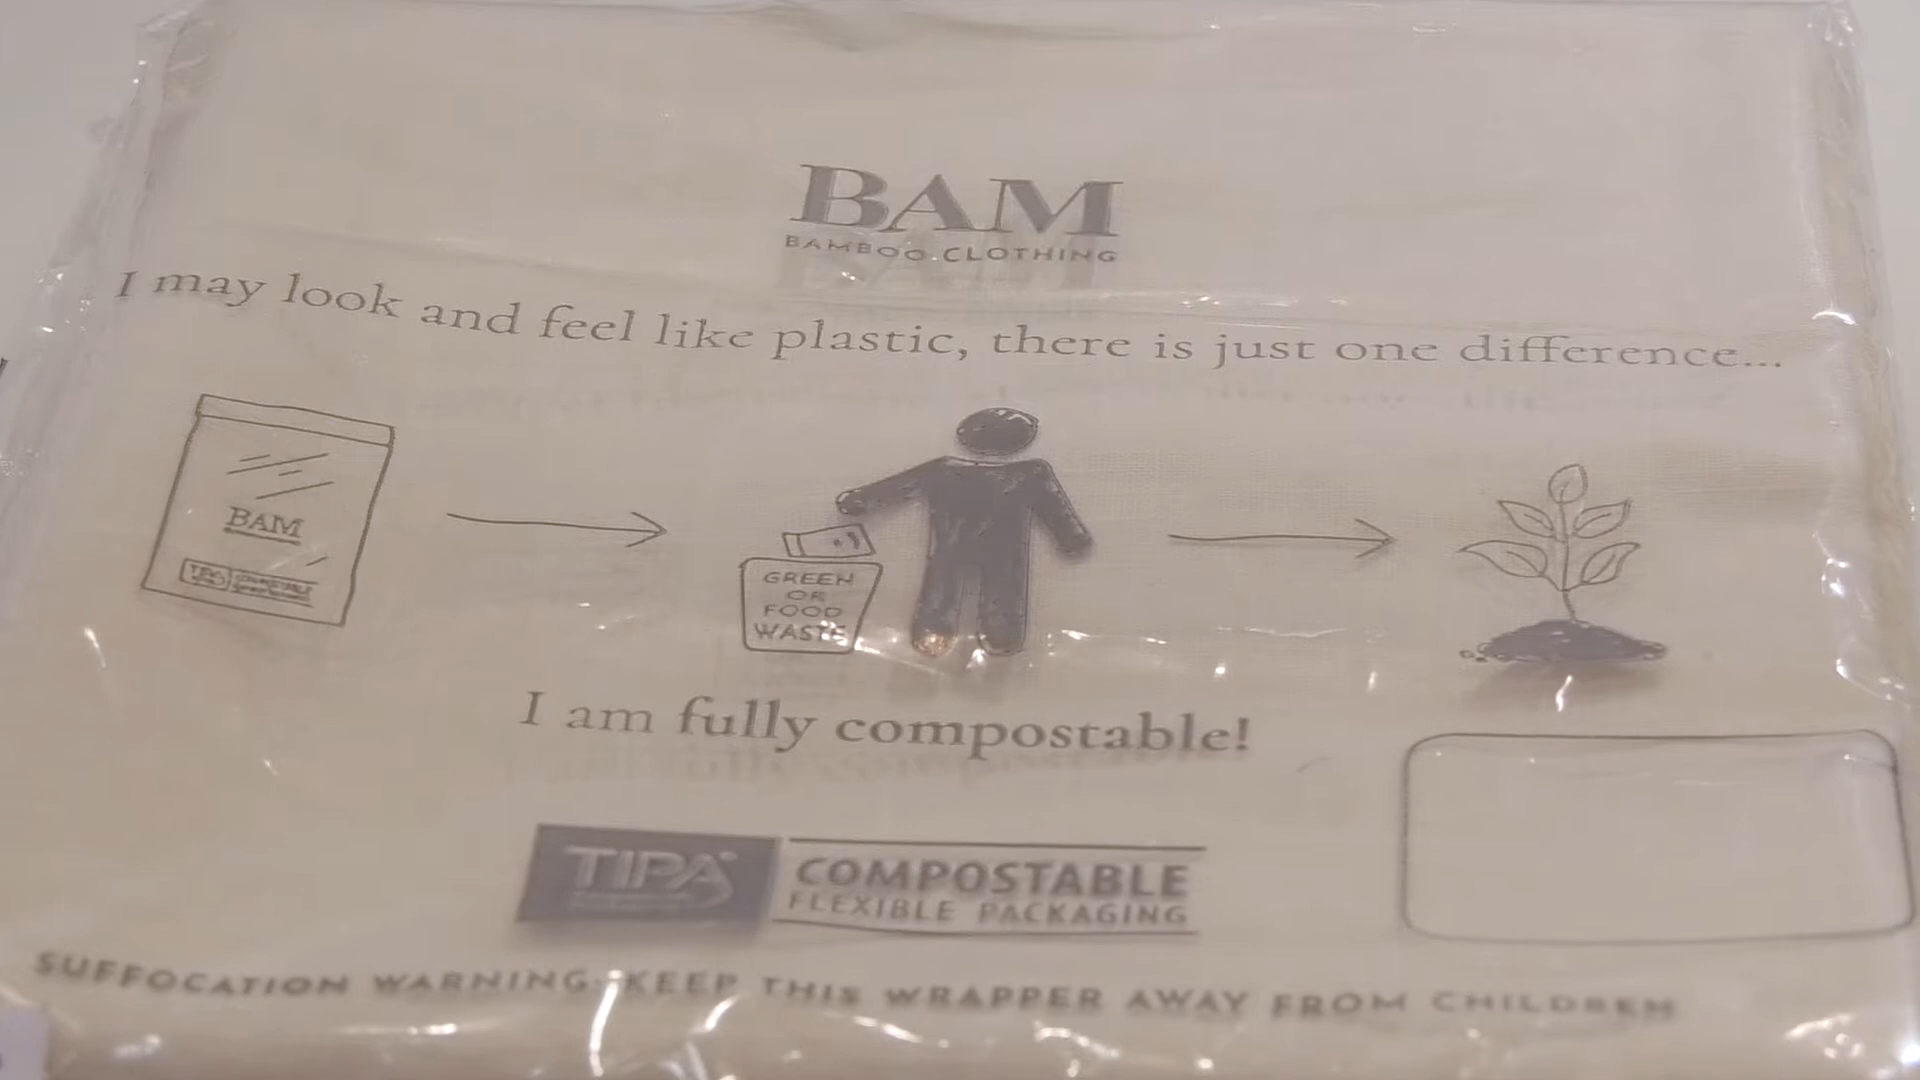 BAM
BAMBOO.CLOTHING
I may look and feel like plastic, there is just one difference...
BAM
GREEN
OR
FOOD
WASTE
I am fully compostable!
TIPA
COMPOSTABLE
FLEXIBLE PACKAGING
SUFFOCATION WARNING: KEEP THIS WRAPPER AWAY FROM CHILDREN